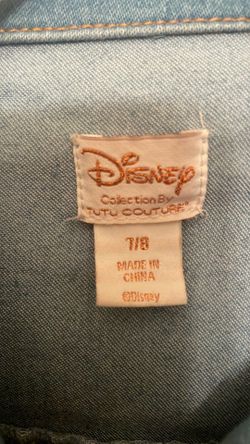 Disney
Collection By
"TUTU COUTURE"
7/8
MADE IN
CHINA
©Disney